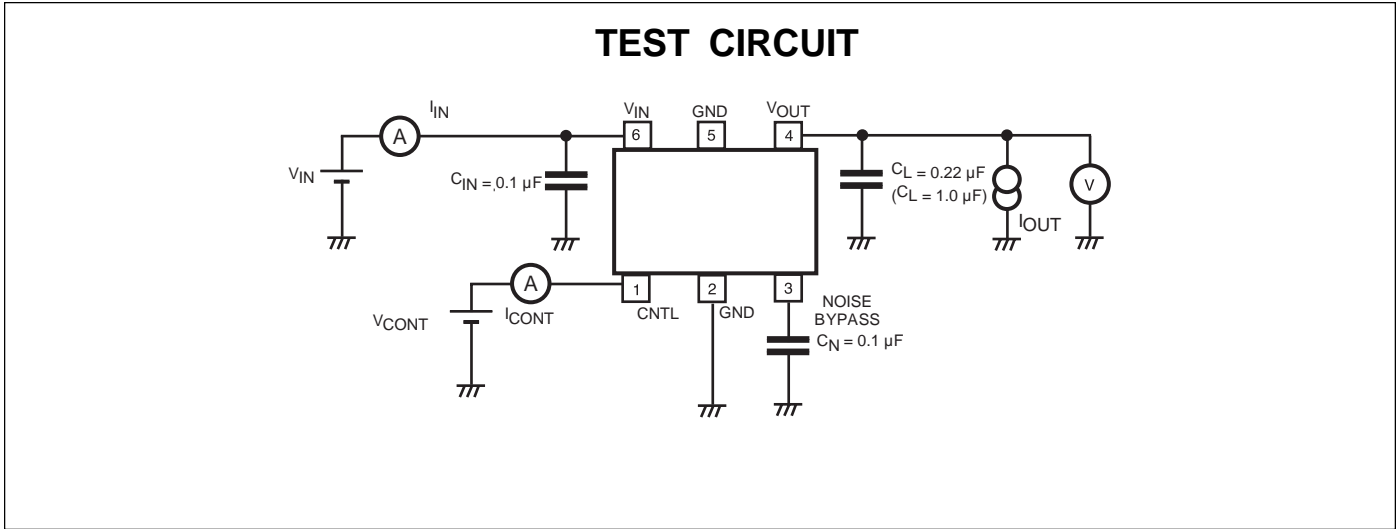 TEST CIRCUIT
IIN
VIN
GND
VOUT
A
6
5
4
VIN
CIN = 0.1 µF
CL = 0.22 µF
(CL = 1.0 µF)
V
IOUT
A
1
2
3
NOISE
BYPASS
CNTL
GND
VCONT
ICONT
CN = 0.1 µF